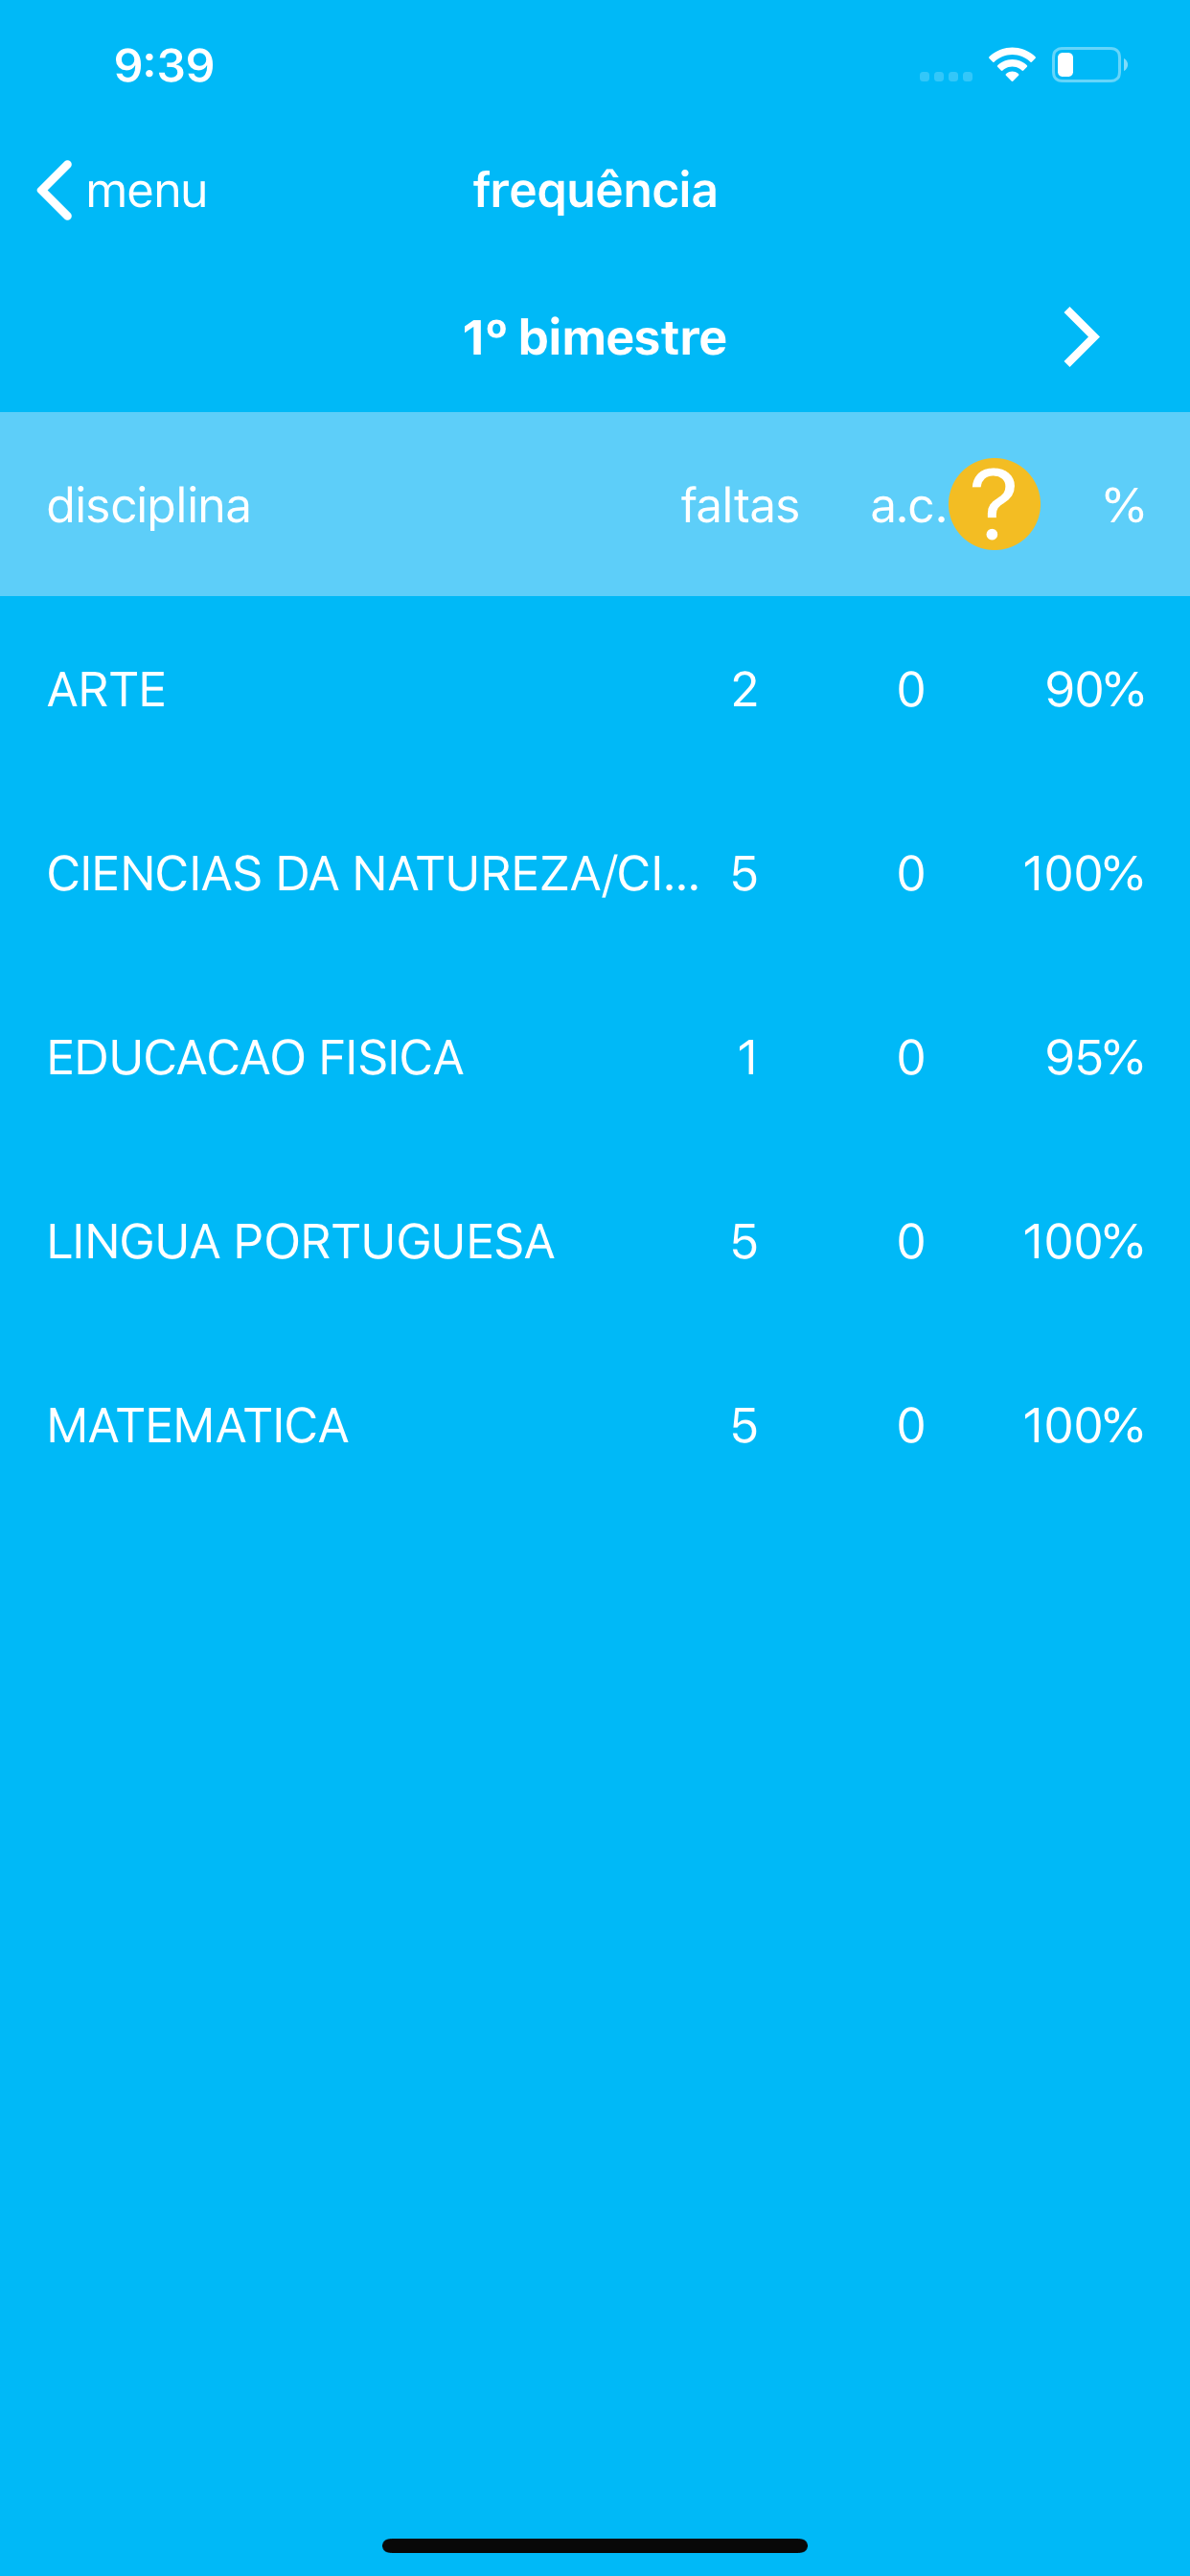 9:39
menu frequência
1º bimestre
disciplina faltas a.c. ? %
ARTE 2 0 90%
CIENCIAS DA NATUREZA/CI... 5 0 100%
EDUCACAO FISICA 1 0 95%
LINGUA PORTUGUESA 5 0 100%
MATEMATICA 5 0 100%